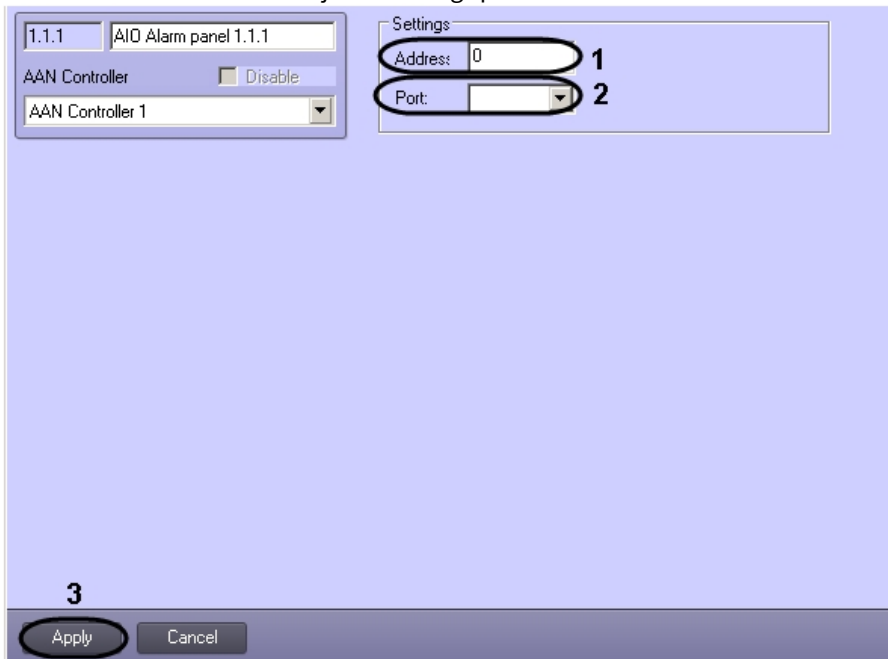 1.1.1 AIO Alarm panel 1.1.1
AAN Controller Disable
AAN Controller 1
Settings
Address 0 1
Port: 2
3
Apply Cancel